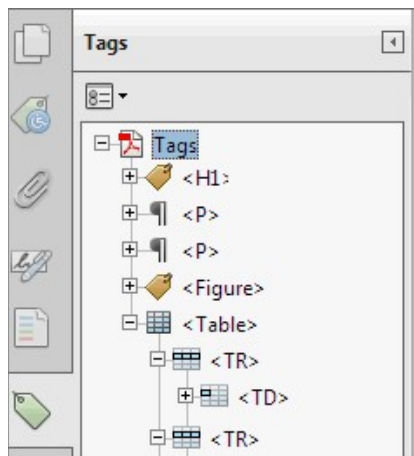 Tags
Tags
<H1>
<P>
<P>
<Figure>
<Table>
<TR>
<TD>
<TR>